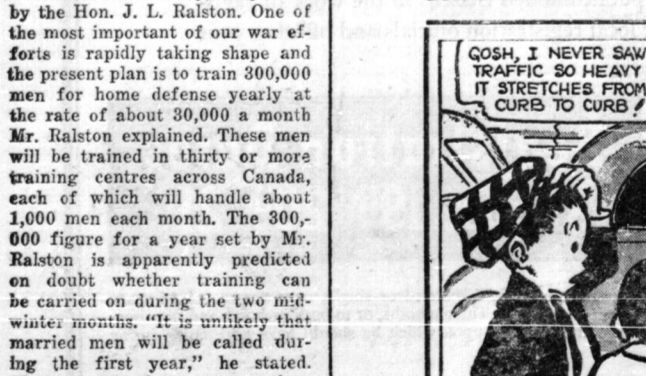 by the Hon. J. L. Ralston. One of
the most important of our war ef-
forts is rapidly taking shape and
the present plan is to train 300,000
men for home defense yearly at
the rate of about 30,000 a month
Mr. Ralston explained. These men
will be trained in thirty or more
training centres across Canada,
each of which will handle about
1,000 men each month. The 300,-
000 figure for a year set by Mr.
Ralston is apparently predicted
on doubt whether training can
be carried on during the two mid-
winter months. "It is unlikely that
married men will be called dur-
ing the first year," he stated.
GOSH, I NEVER SAW
TRAFFIC SO HEAVY
IT STRETCHES FROM
CURB TO CURB!